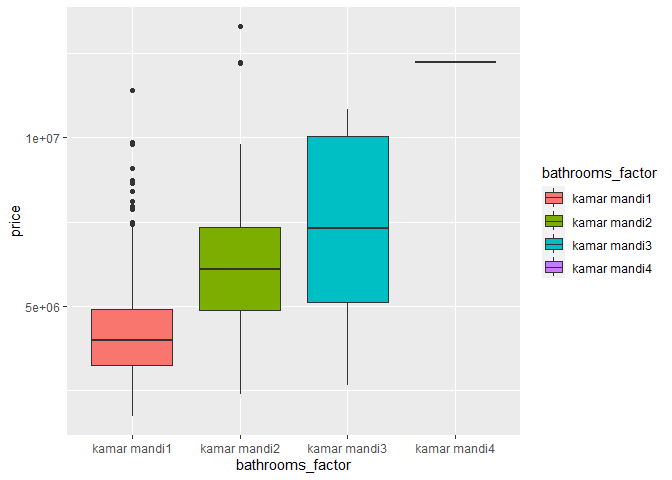 price
1e+07
5e+06
kamar mandi1 kamar mandi2 kamar mandi3 kamar mandi4
bathrooms_factor
bathrooms_factor
kamar mandi1
kamar mandi2
kamar mandi3
kamar mandi4